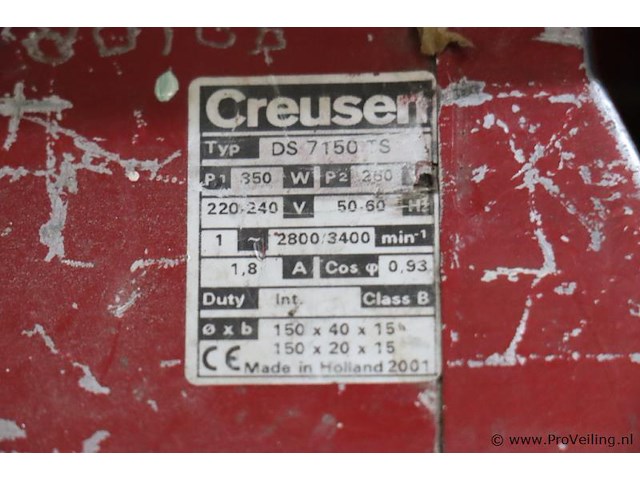 Creusen
Typ DS 7150 TS
P1 350 W P2 250
220-240 V 50-60 Hz
1 ~ 2800/3400 min-1
1,8 A Cos φ 0,93
Duty Int. Class B
Ø x b 150 x 40 x 15
CE 150 x 20 x 15
Made in Holland 2001
© www.ProVeiling.nl